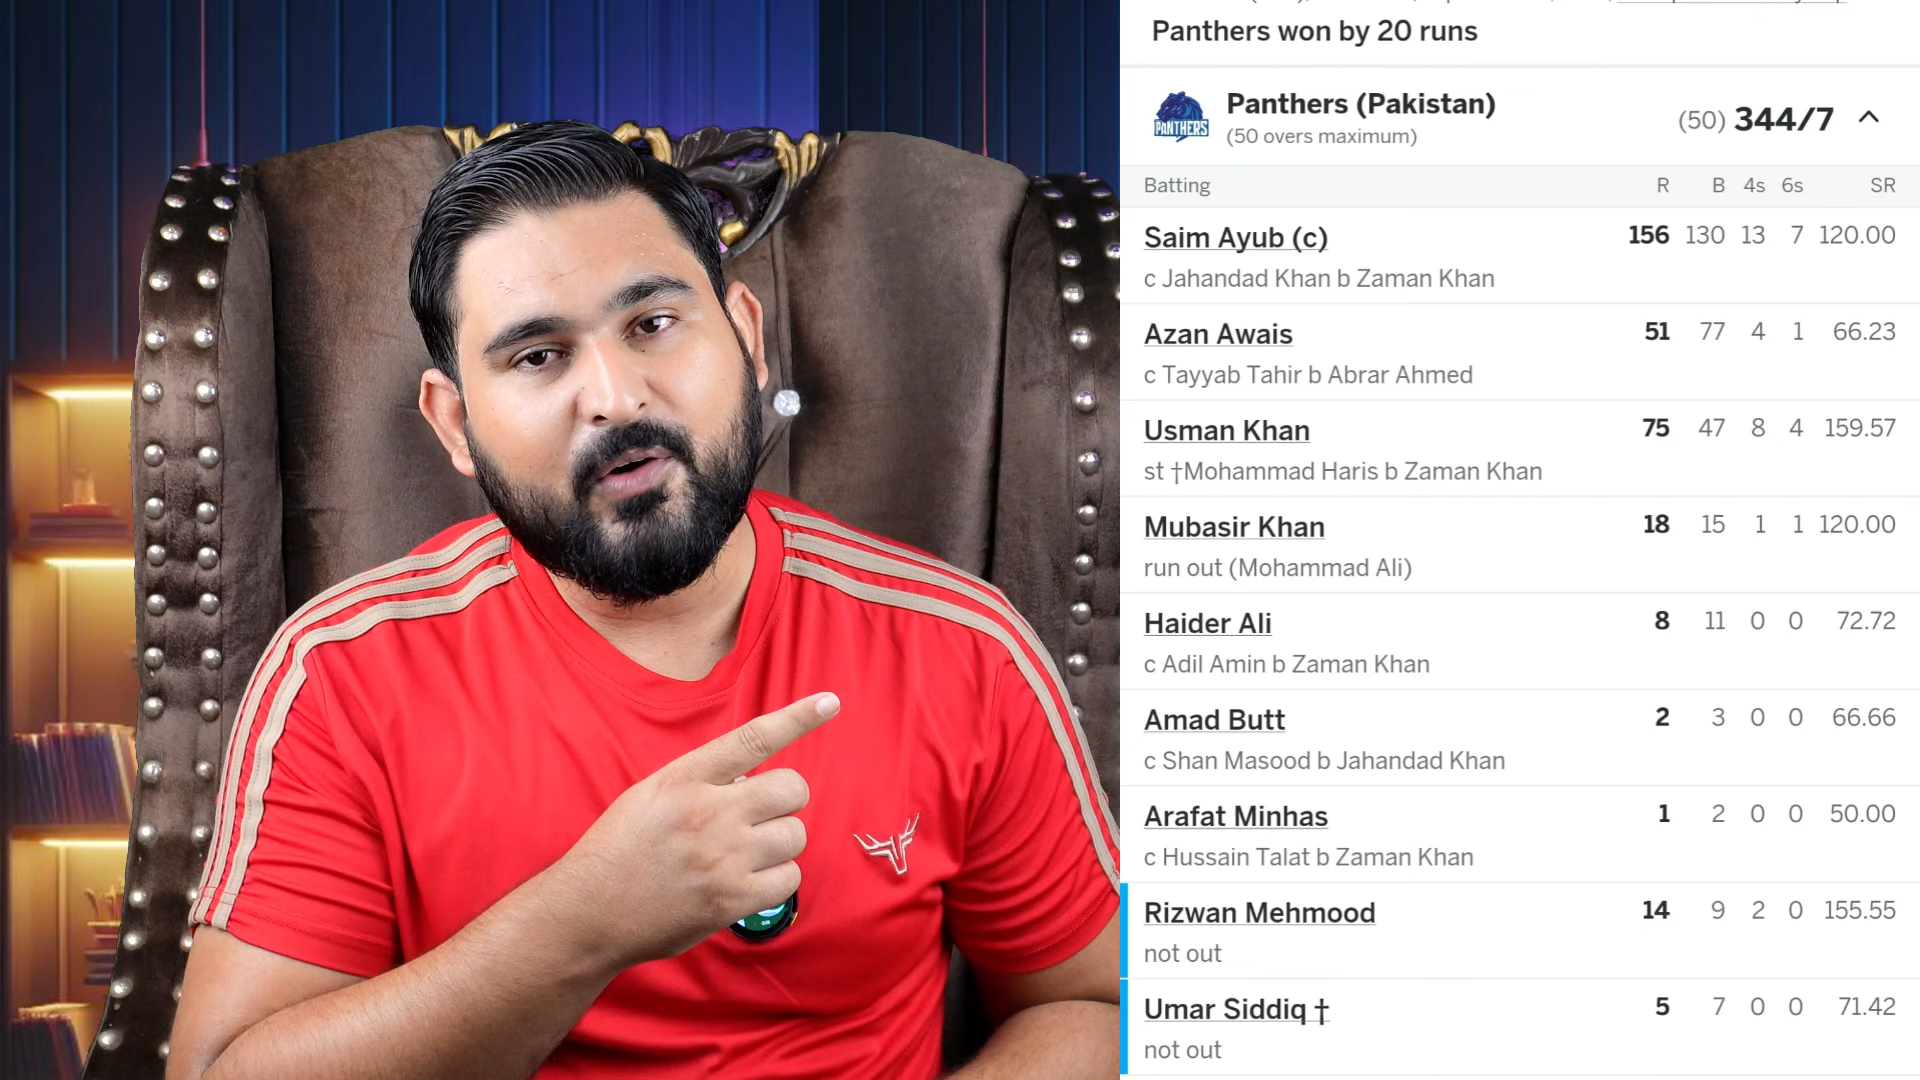 Panthers won by 20 runs
PANTHERS
Panthers (Pakistan)
(50) 344/7
(50 overs maximum)
Batting R B 4s 6s SR
Saim Ayub (c) 156 130 13 7 120.00
c Jahandad Khan b Zaman Khan
Azan Awais 51 77 4 1 66.23
c Tayyab Tahir b Abrar Ahmed
Usman Khan 75 47 8 4 159.57
st †Mohammad Haris b Zaman Khan
Mubasir Khan 18 15 1 1 120.00
run out (Mohammad Ali)
Haider Ali 8 11 0 0 72.72
c Adil Amin b Zaman Khan
Amad Butt 2 3 0 0 66.66
c Shan Masood b Jahandad Khan
Arafat Minhas 1 2 0 0 50.00
c Hussain Talat b Zaman Khan
Rizwan Mehmood 14 9 2 0 155.55
not out
Umar Siddiq † 5 7 0 0 71.42
not out